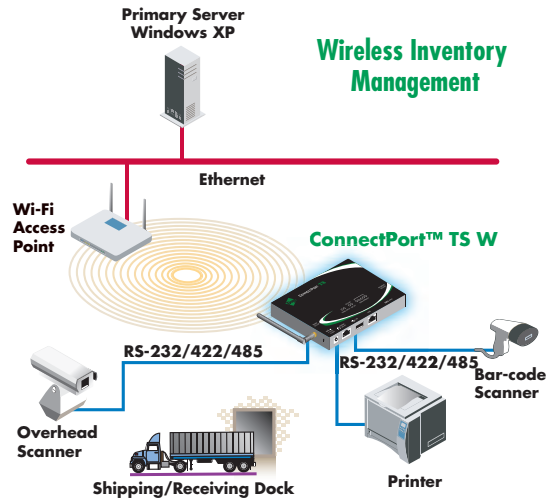 Primary Server
Windows XP
Wireless Inventory
Management
Ethernet
Wi-Fi
Access
Point
ConnectPort™ TS W
ConnectPort
RS-232/422/485
RS-232/422/485
Bar-code
Scanner
Overhead
Scanner
Printer
Shipping/Receiving Dock